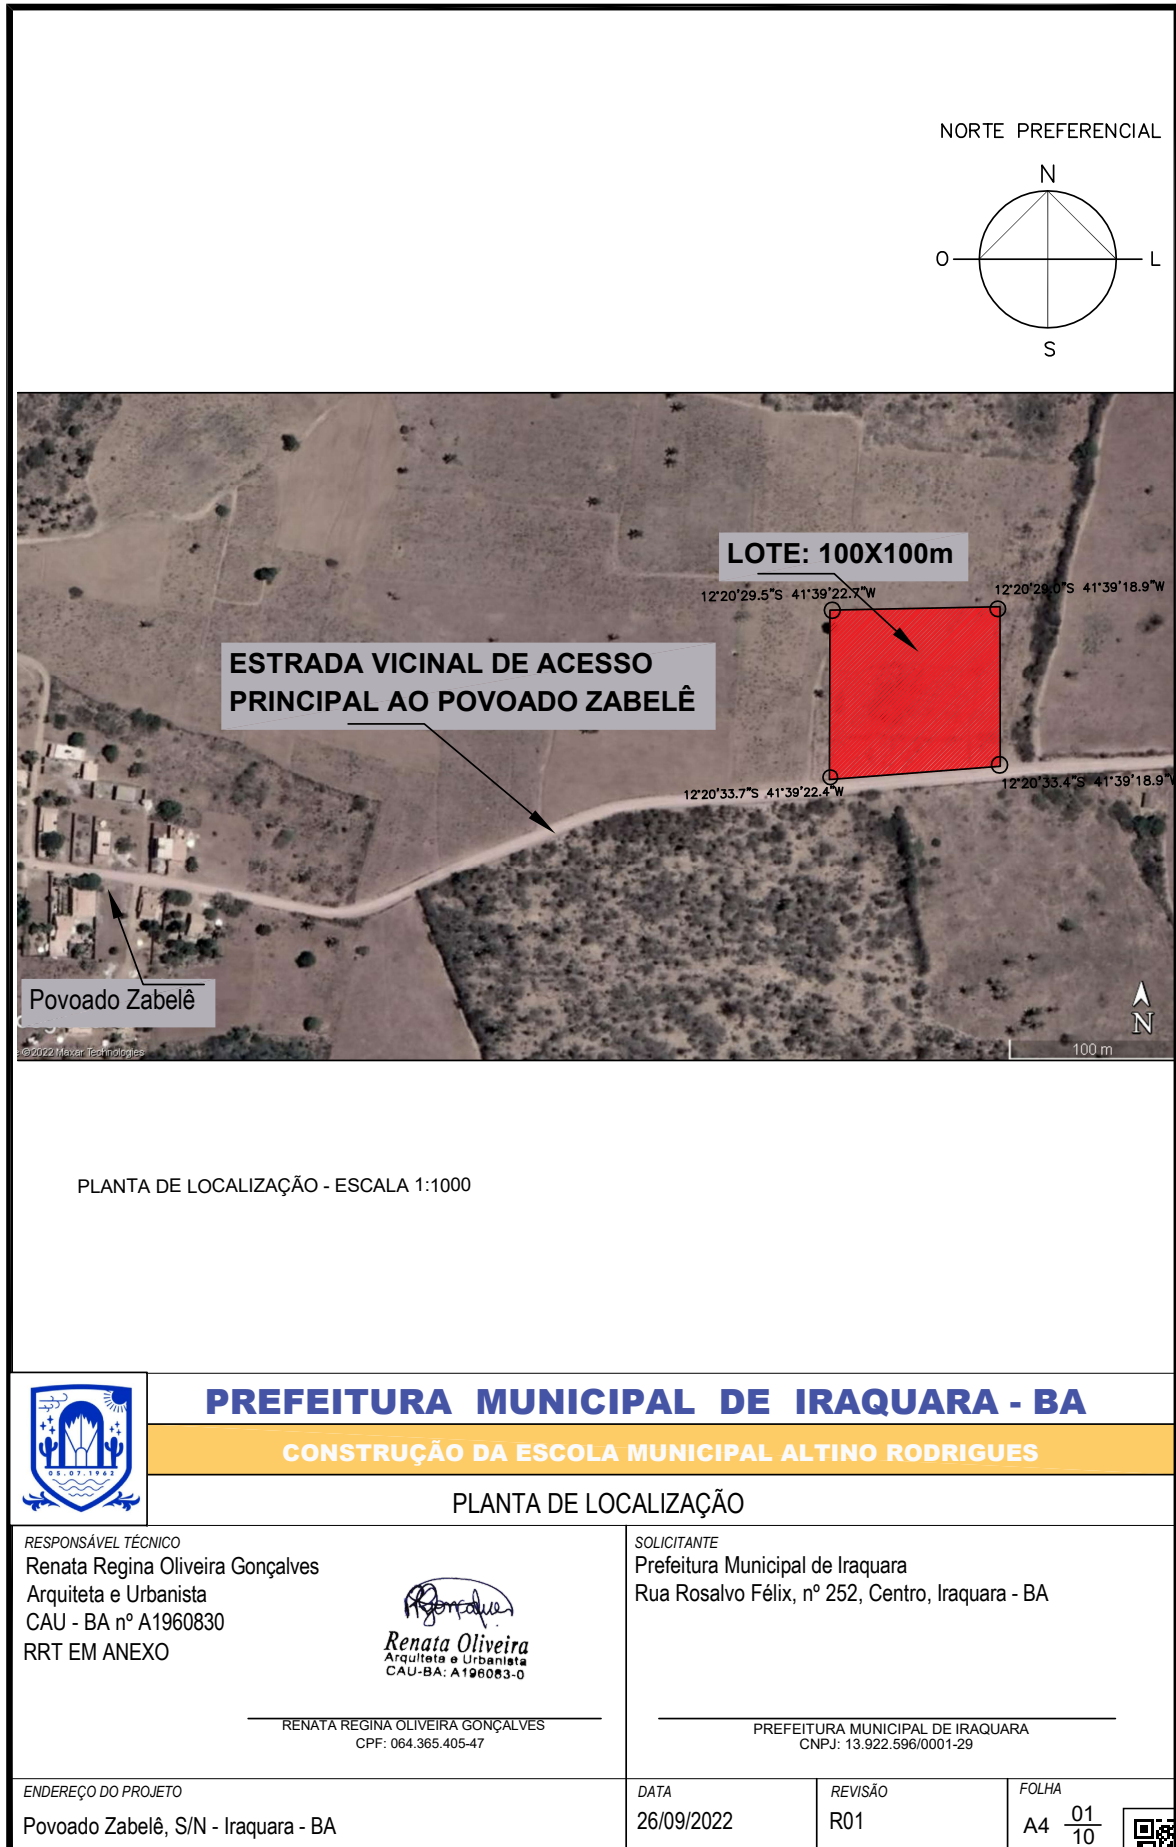 NORTE PREFERENCIAL
N
O
L
S
LOTE: 100X100m
12°20'29.5"S 41°39'22.7"W
12°20'29.0"S 41°39'18.9"W
ESTRADA VICINAL DE ACESSO
PRINCIPAL AO POVOADO ZABELÊ
12°20'33.7"S 41°39'22.4"W
12°20'33.4"S 41°39'18.9"W
Povoado Zabelê
©2022 Maxar Technologies
N
100 m
PLANTA DE LOCALIZAÇÃO - ESCALA 1:1000
05.07.1962
PREFEITURA MUNICIPAL DE IRAQUARA - BA
CONSTRUÇÃO DA ESCOLA MUNICIPAL ALTINO RODRIGUES
PLANTA DE LOCALIZAÇÃO
RESPONSÁVEL TÉCNICO
Renata Regina Oliveira Gonçalves
Arquiteta e Urbanista
CAU - BA nº A1960830
RRT EM ANEXO
RGonçalves
Renata Oliveira
Arquiteta e Urbanista
CAU-BA: A196083-0
RENATA REGINA OLIVEIRA GONÇALVES
CPF: 064.365.405-47
SOLICITANTE
Prefeitura Municipal de Iraquara
Rua Rosalvo Félix, nº 252, Centro, Iraquara - BA
PREFEITURA MUNICIPAL DE IRAQUARA
CNPJ: 13.922.596/0001-29
ENDEREÇO DO PROJETO
Povoado Zabelê, S/N - Iraquara - BA
DATA
26/09/2022
REVISÃO
R01
FOLHA
A4 01
10